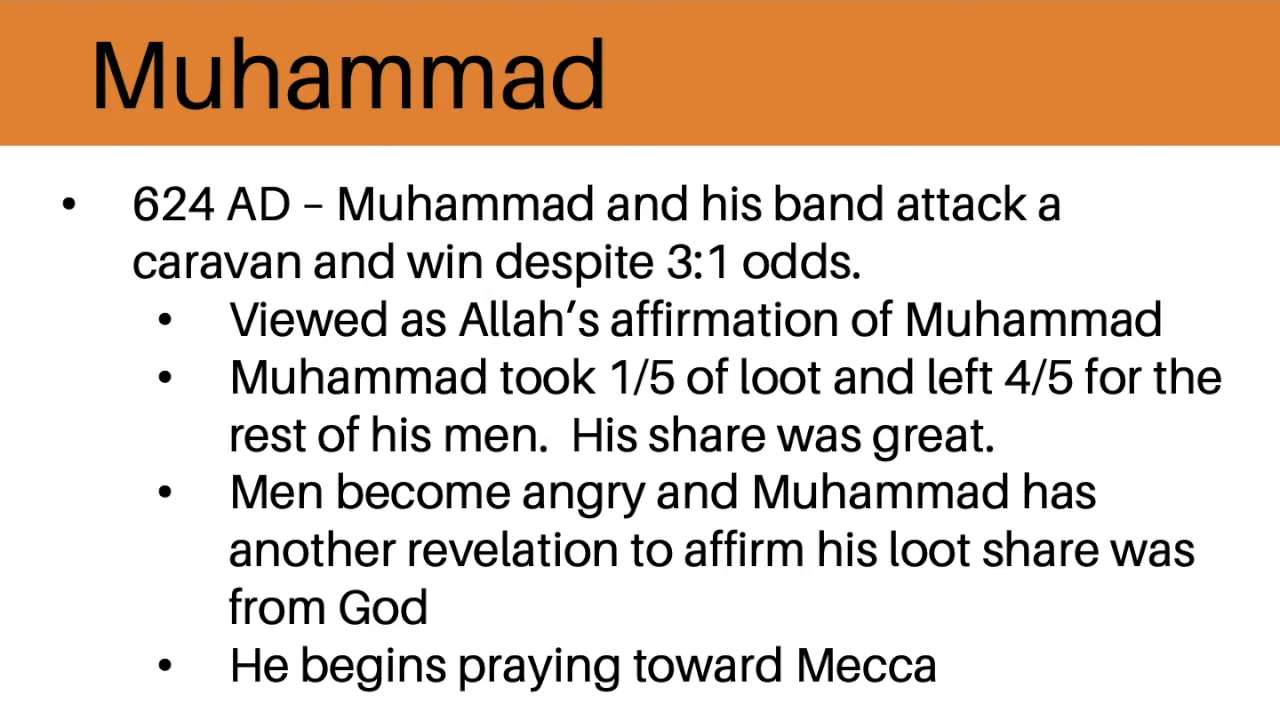 Muhammad
• 624 AD – Muhammad and his band attack a
caravan and win despite 3:1 odds.
• Viewed as Allah’s affirmation of Muhammad
• Muhammad took 1/5 of loot and left 4/5 for the
rest of his men.  His share was great.
• Men become angry and Muhammad has
another revelation to affirm his loot share was
from God
• He begins praying toward Mecca